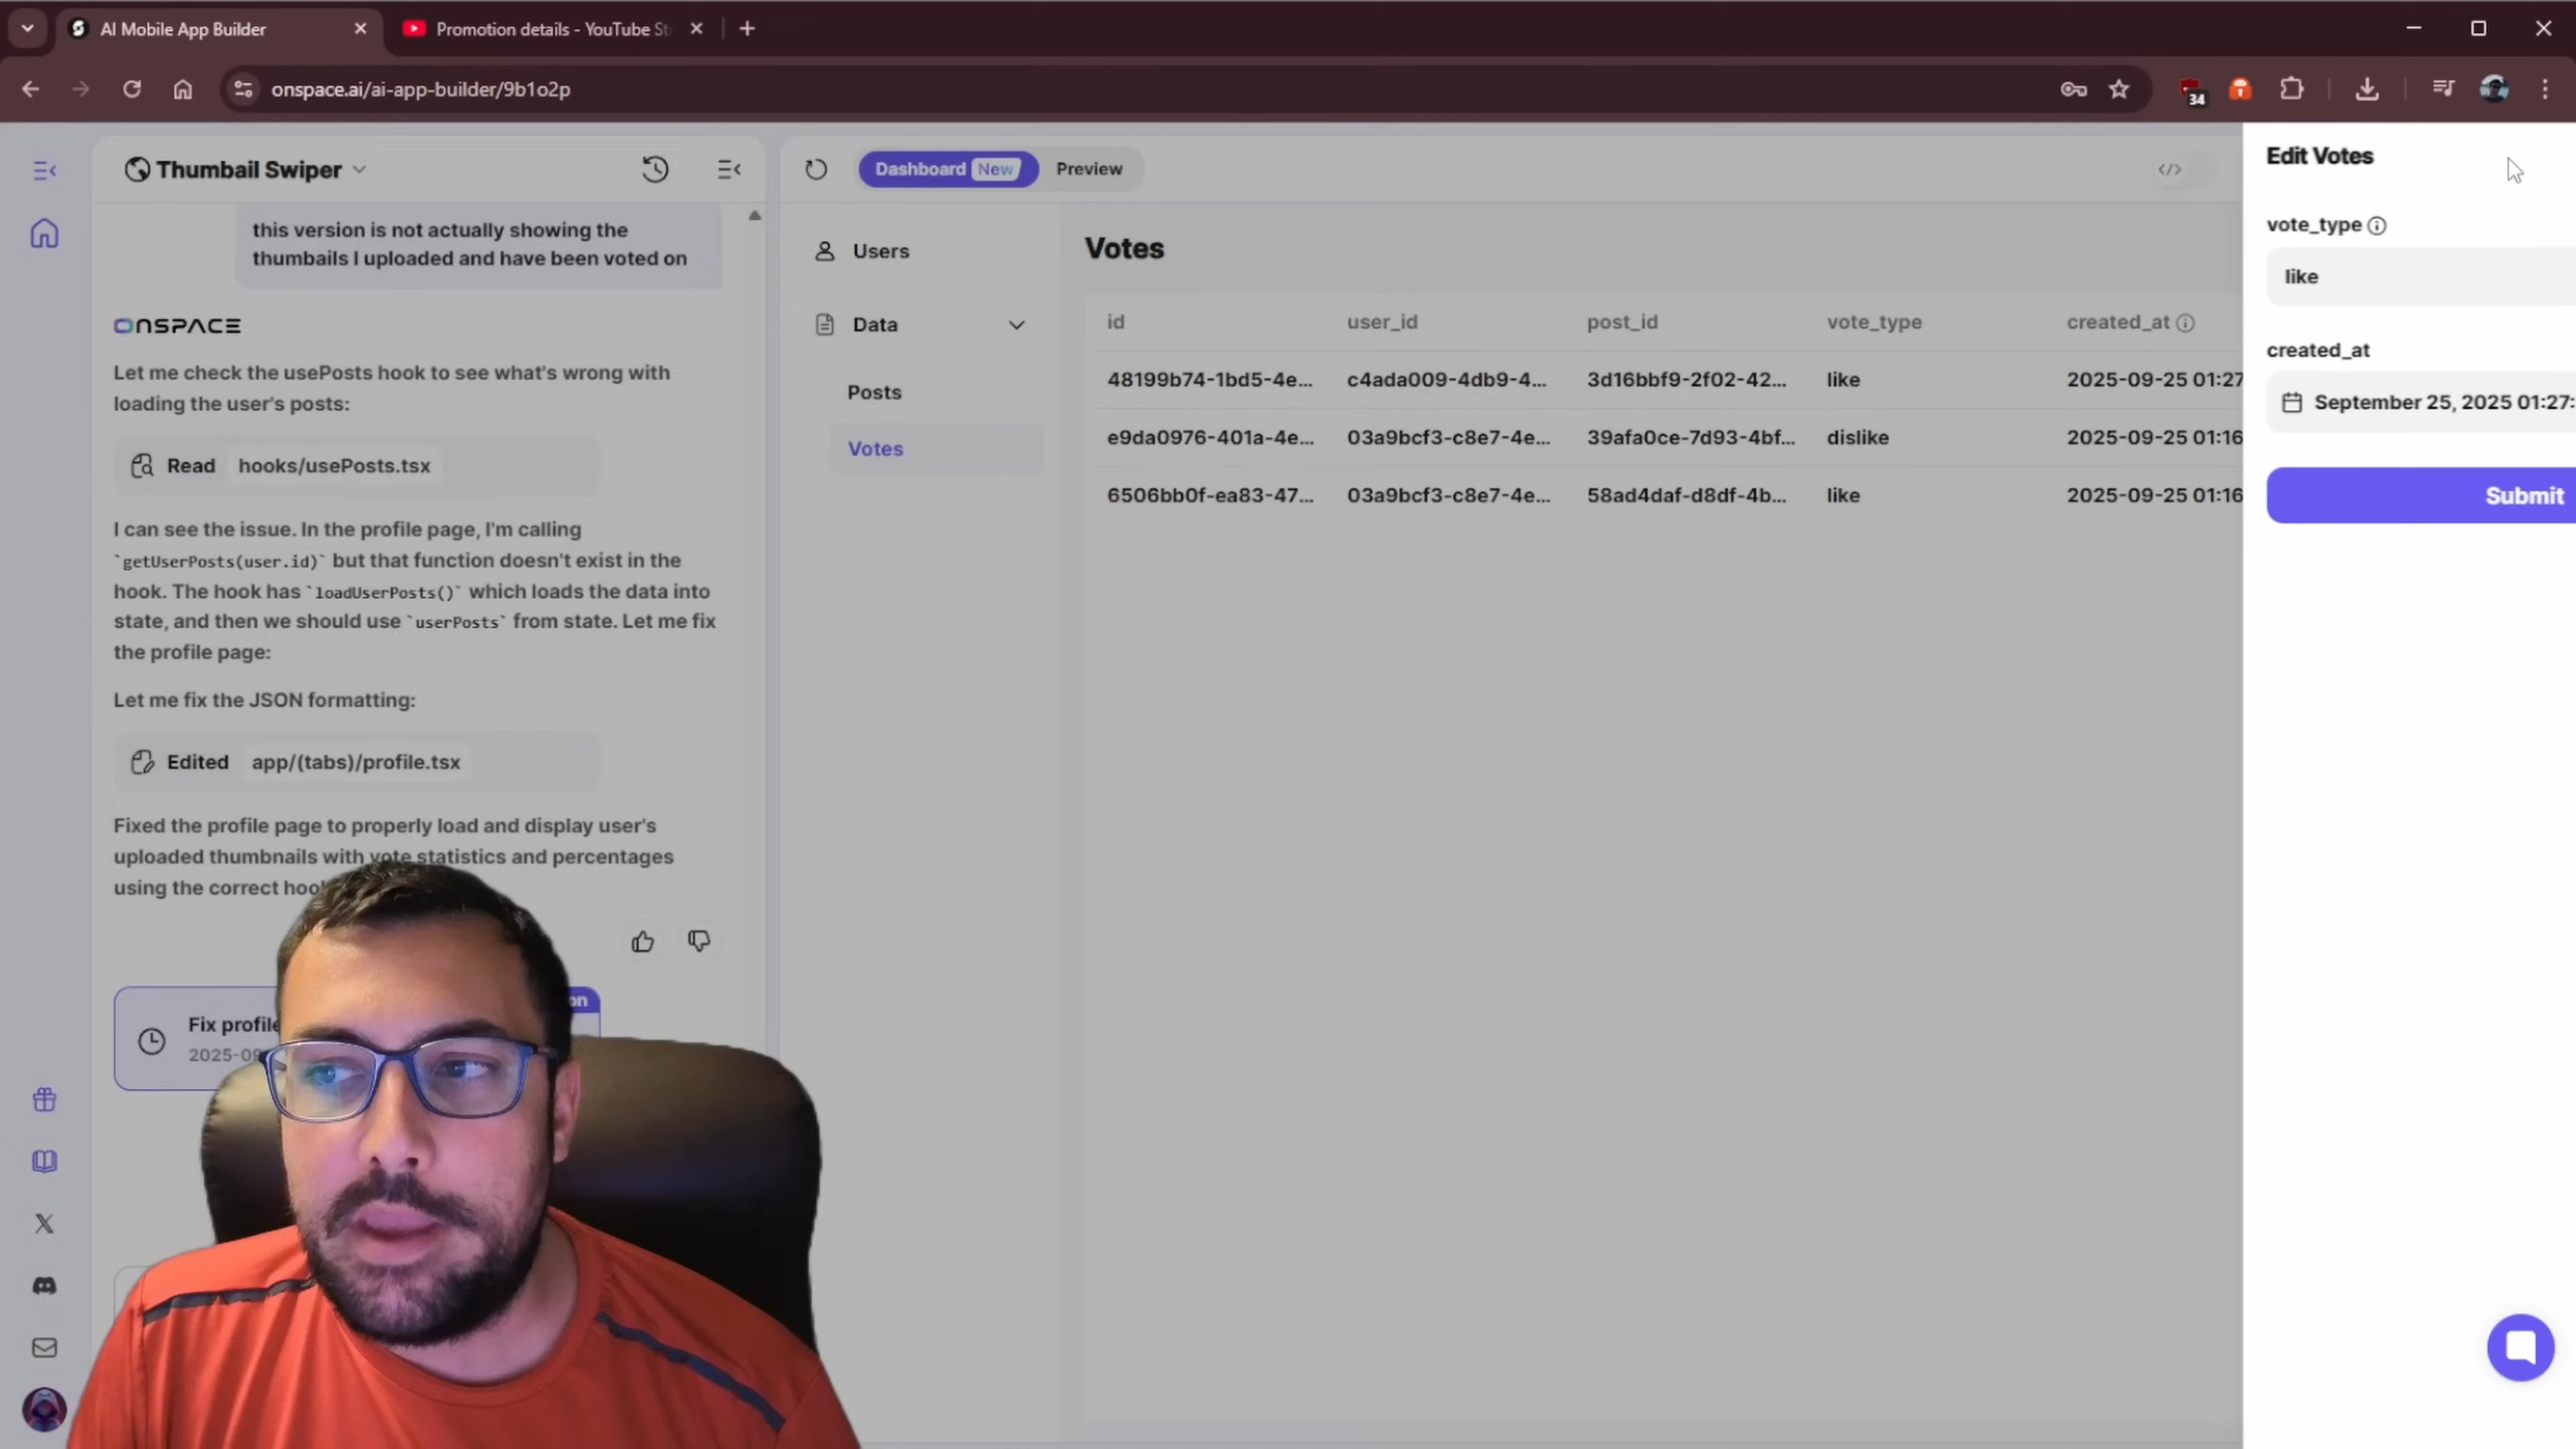 AI Mobile App Builder
Promotion details - YouTube St
onspace.ai/ai-app-builder/9b1o2p
34
Thumbail Swiper
Dashboard New
Preview
this version is not actually showing the
thumbails I uploaded and have been voted on
ONSPACE
Let me check the usePosts hook to see what's wrong with
loading the user's posts:
Read hooks/usePosts.tsx
I can see the issue. In the profile page, I'm calling
`getUserPosts(user.id)` but that function doesn't exist in the
hook. The hook has `loadUserPosts()` which loads the data into
state, and then we should use `userPosts` from state. Let me fix
the profile page:
Let me fix the JSON formatting:
Edited app/(tabs)/profile.tsx
Fixed the profile page to properly load and display user's
uploaded thumbnails with vote statistics and percentages
using the correct
Fix profile
2025-09
on
Users
Data
Posts
Votes
Votes
id user_id post_id vote_type created_at
48199b74-1bd5-4e... c4ada009-4db9-4... 3d16bbf9-2f02-42... like 2025-09-25 01:27
e9da0976-401a-4e... 03a9bcf3-c8e7-4e... 39afa0ce-7d93-4bf... dislike 2025-09-25 01:16
6506bb0f-ea83-47... 03a9bcf3-c8e7-4e... 58ad4daf-d8df-4b... like 2025-09-25 01:16
Edit Votes
vote_type
like
created_at
September 25, 2025 01:27:
Submit